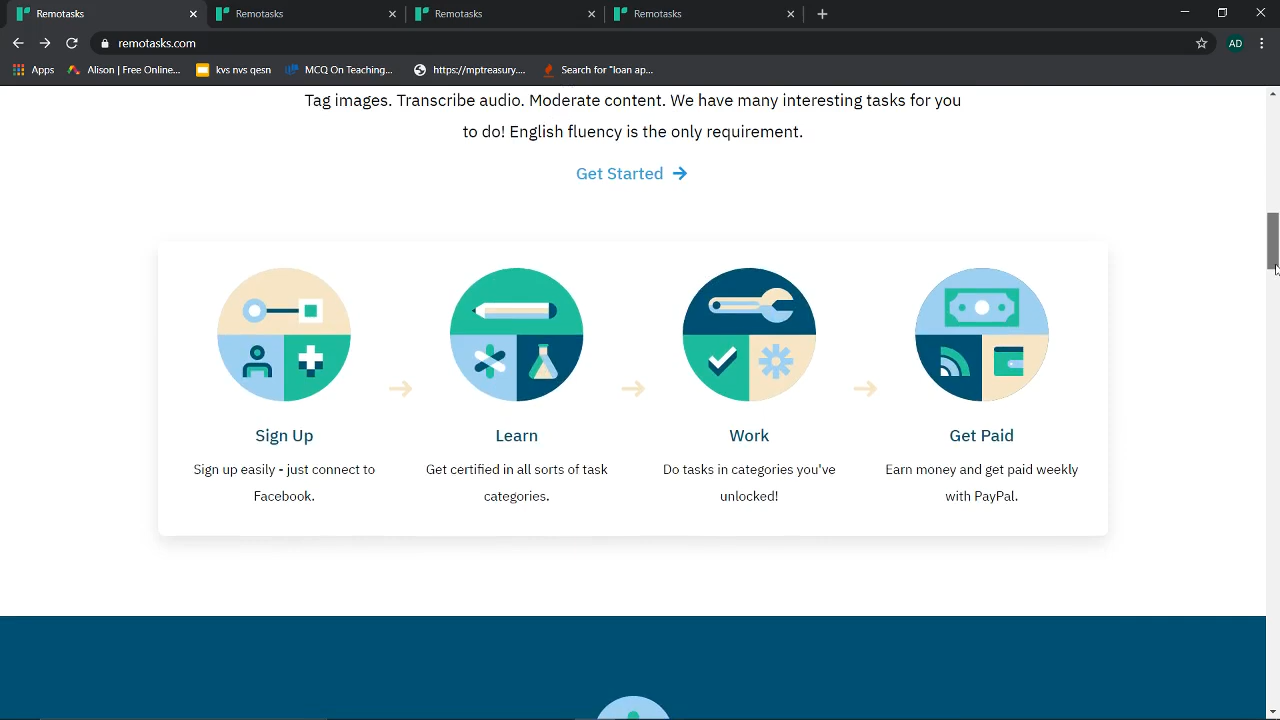 Remotasks
Remotasks
Remotasks
Remotasks
remotasks.com
AD
Apps
Alison | Free Online...
kvs nvs qesn
MCQ On Teaching...
https://mptreasury....
Search for "loan ap...
Tag images. Transcribe audio. Moderate content. We have many interesting tasks for you
to do! English fluency is the only requirement.
Get Started
Sign Up
Sign up easily - just connect to
Facebook.
Learn
Get certified in all sorts of task
categories.
Work
Do tasks in categories you've
unlocked!
Get Paid
Earn money and get paid weekly
with PayPal.